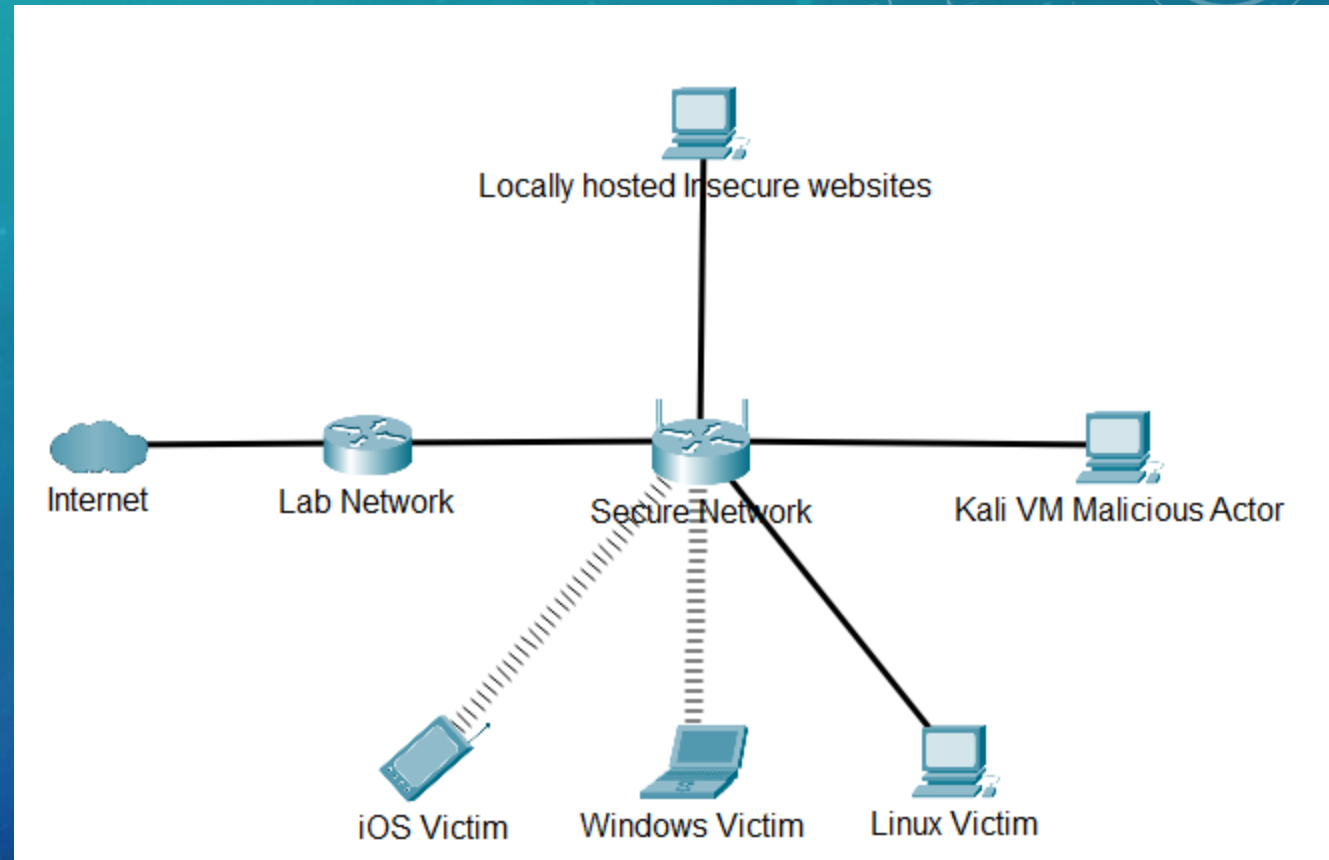 Locally hosted Insecure websites
Internet
Lab Network
Secure Network
Kali VM Malicious Actor
iOS Victim
Windows Victim
Linux Victim